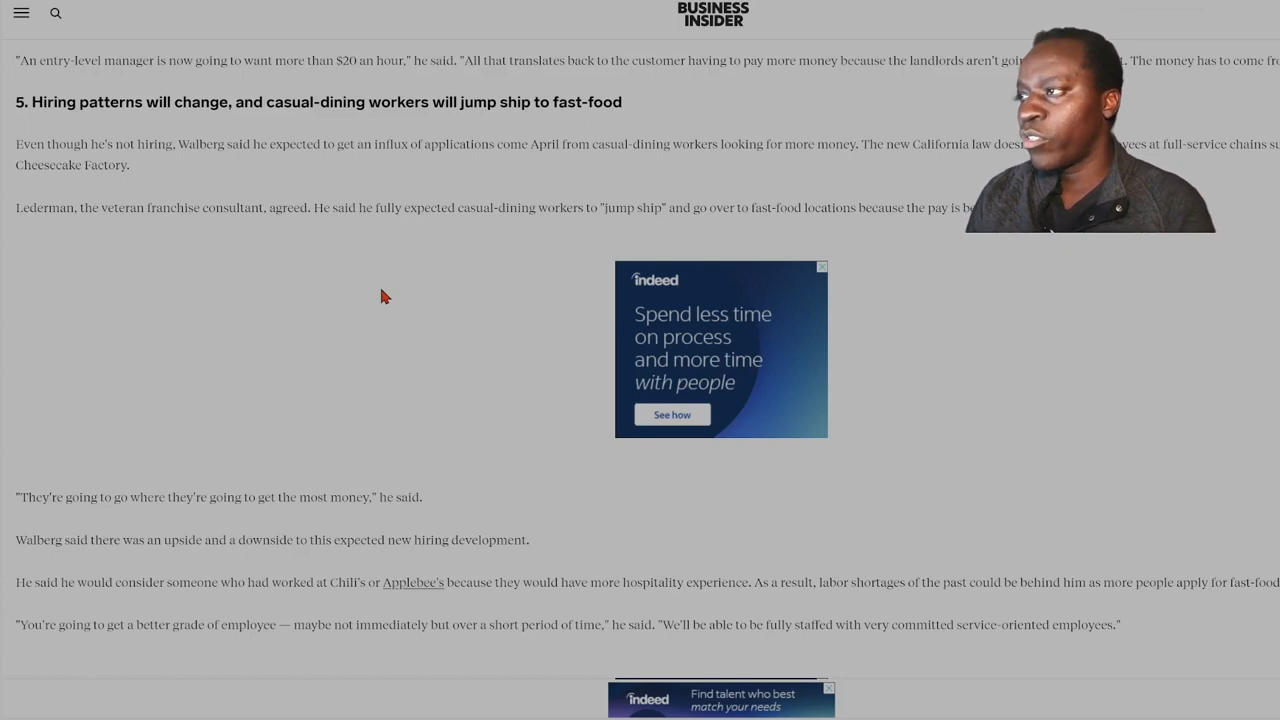 BUSINESS
INSIDER
"An entry-level manager is now going to want more than $20 an hour," he said. "All that translates back to the customer having to pay more money because the landlords aren't The money has to come
5. Hiring patterns will change, and casual-dining workers will jump ship to fast-food
Even though he's not hiring, Walberg said he expected to get an influx of applications come April from casual-dining workers looking for more money. The new California law at full-service chains
Cheesecake Factory.
Lederman, the veteran franchise consultant, agreed. He said he fully expected casual-dining workers to "jump ship" and go over to fast-food locations because the pay is
indeed
Spend less time
on process
and more time
with people
See how
"They're going to go where they're going to get the most money," he said.
Walberg said there was an upside and a downside to this expected new hiring development.
He said he would consider someone who had worked at Chili's or Applebee's because they would have more hospitality experience. As a result, labor shortages of the past could be behind him as more people apply for fast-food
"You're going to get a better grade of employee — maybe not immediately but over a short period of time," he said. "We'll be able to be fully staffed with very committed service-oriented employees."
indeed
Find talent who best
match your needs